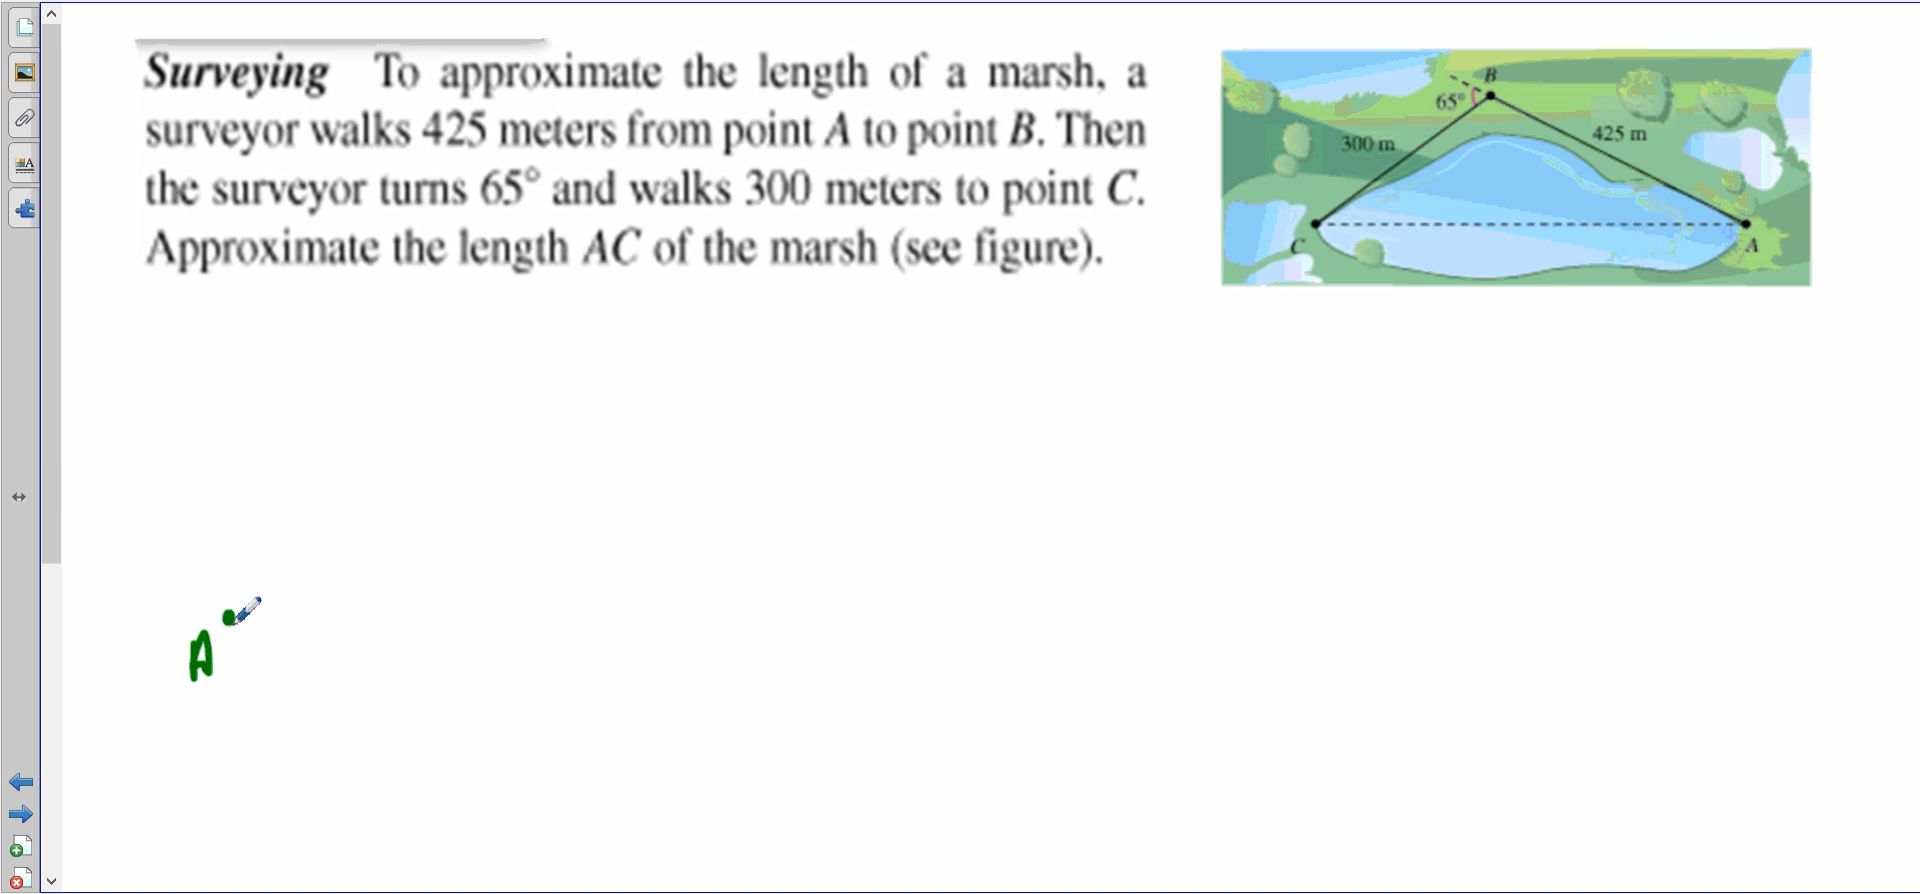 Surveying To approximate the length of a marsh, a
surveyor walks 425 meters from point A to point B. Then
the surveyor turns 65° and walks 300 meters to point C.
Approximate the length AC of the marsh (see figure).
B
65°
425 m
300 m
C
A
A